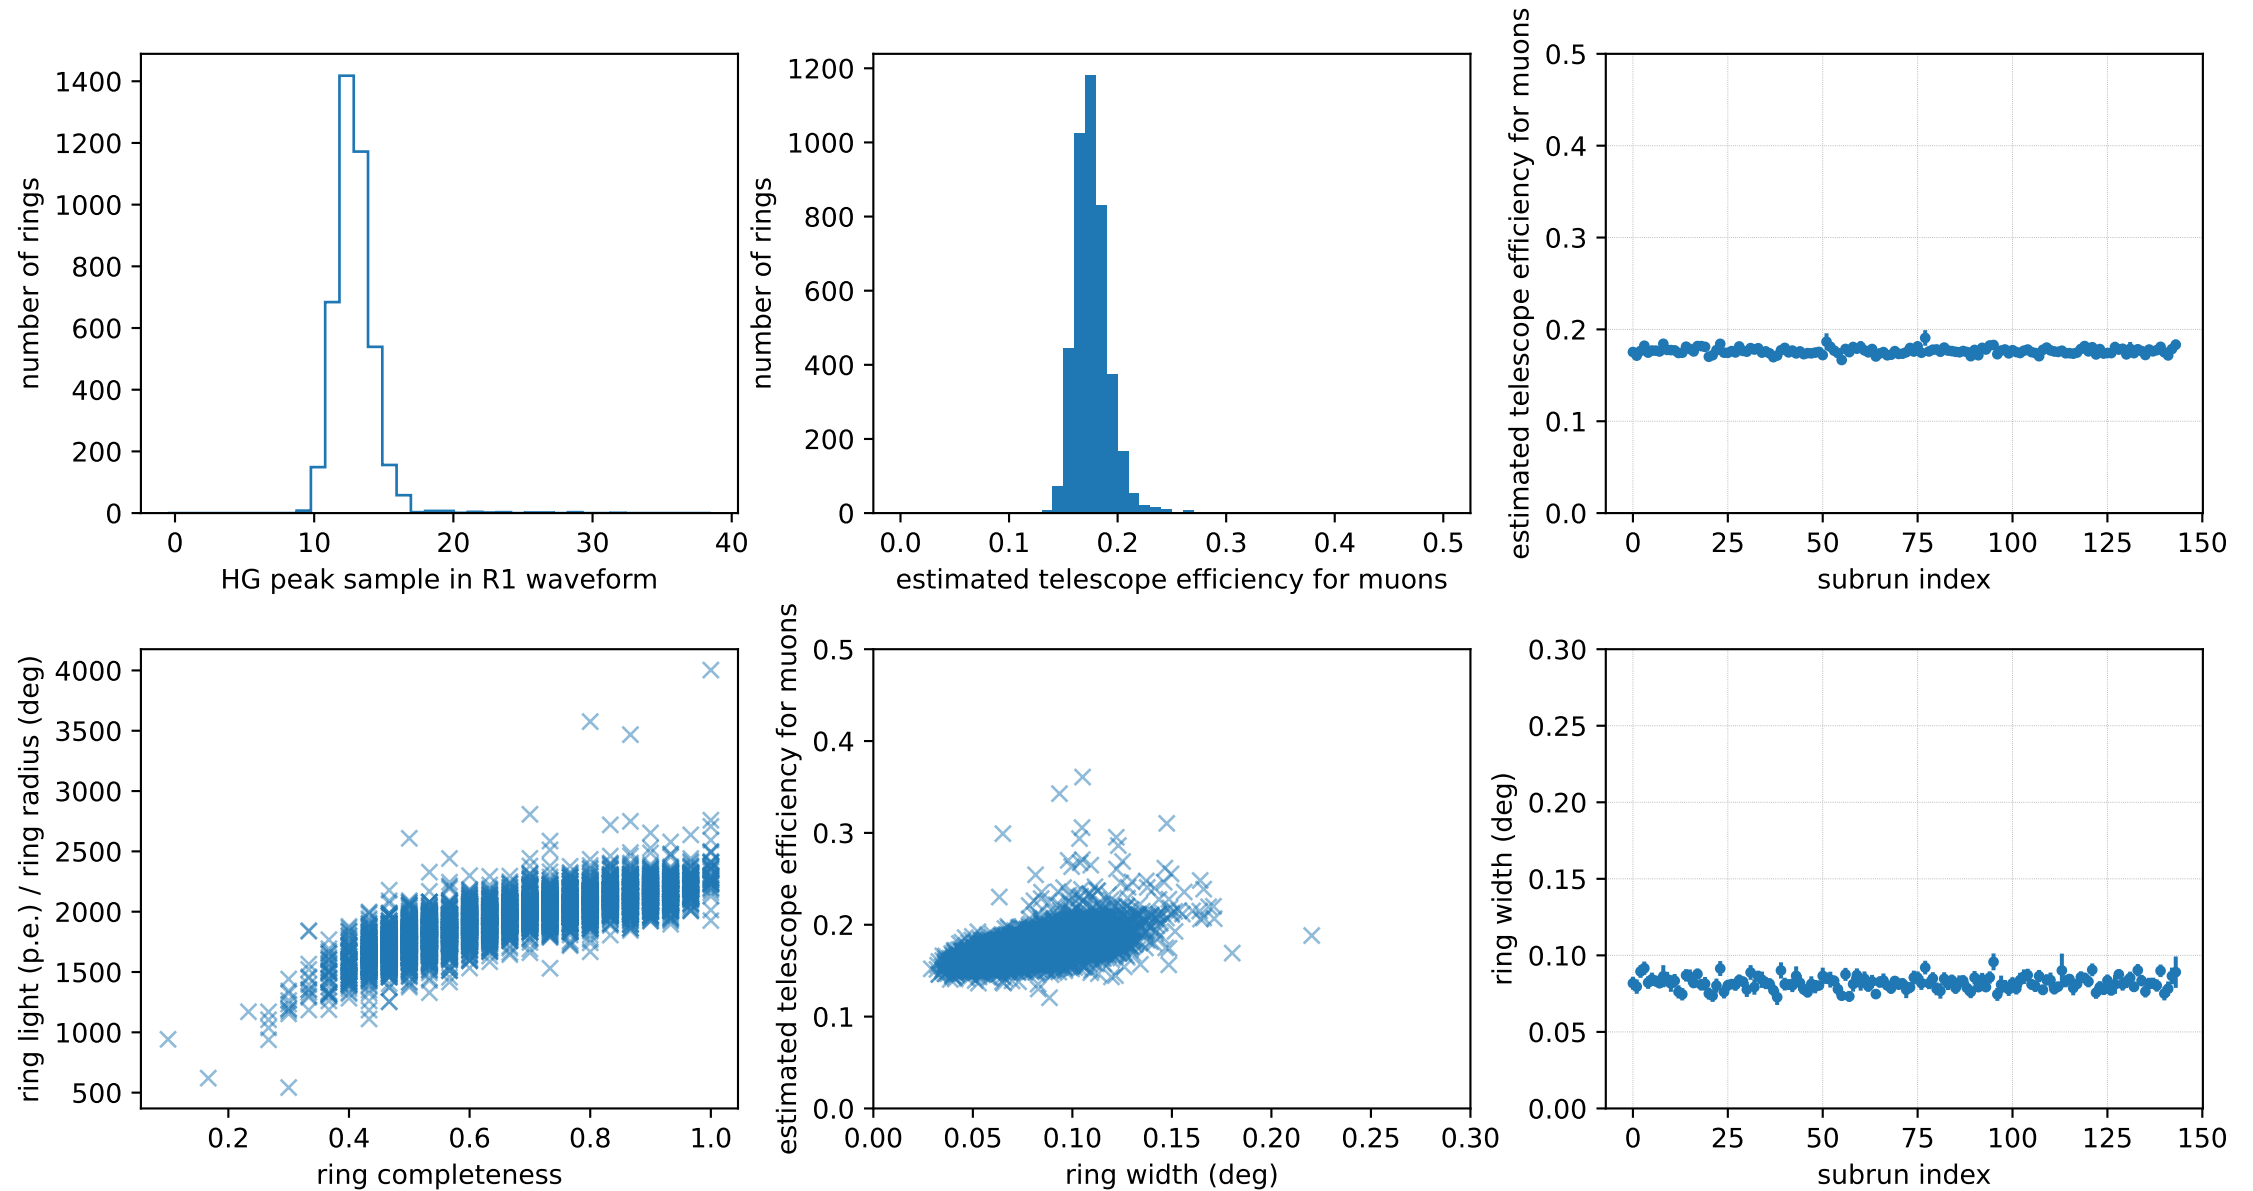 1400
1200
1000
800
600
400
200
0
number of rings
0 10 20 30 40
HG peak sample in R1 waveform
1200
1000
800
600
400
200
0
number of rings
0.0 0.1 0.2 0.3 0.4 0.5
estimated telescope efficiency for muons
0.5
0.4
0.3
0.2
0.1
0.0
estimated telescope efficiency for muons
0 25 50 75 100 125 150
subrun index
4000
3500
3000
2500
2000
1500
1000
500
ring light (p.e.) / ring radius (deg)
0.2 0.4 0.6 0.8 1.0
ring completeness
0.5
0.4
0.3
0.2
0.1
0.0
estimated telescope efficiency for muons
0.00 0.05 0.10 0.15 0.20 0.25 0.30
ring width (deg)
0.30
0.25
0.20
0.15
0.10
0.05
0.00
ring width (deg)
0 25 50 75 100 125 150
subrun index